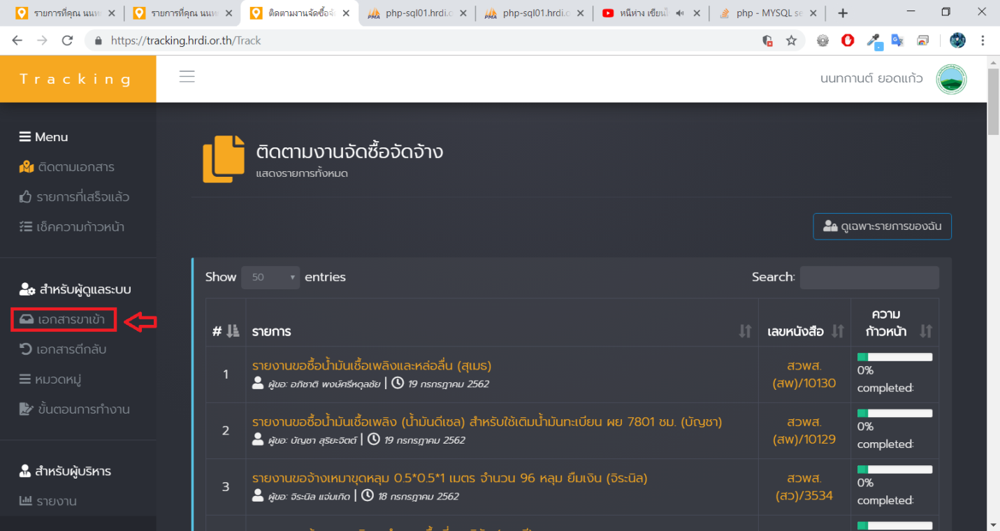 รายการที่คุณ นนท
รายการที่คุณ นนท
ติดตามงานจัดซื้อจั
php-sql01.hrdi.o
php-sql01.hrdi.o
php - MYSQL se
https://tracking.hrdi.or.th/Track
Tracking
นนทกานต์ ยอดแก้ว
Menu
ติดตามเอกสาร
รายการที่เสร็จแล้ว
เช็คความก้าวหน้า
สำหรับผู้ดูแลระบบ
เอกสารขาเข้า
เอกสารตีกลับ
หมวดหมู่
ขั้นตอนการทำงาน
สำหรับผู้บริหาร
รายงาน
ติดตามงานจัดซื้อจัดจ้าง
แสดงรายการทั้งหมด
ดูเฉพาะรายการของฉัน
Show 50 entries
Search:
# รายการ เลขหนังสือ ความก้าวหน้า
1 รายงานขอซื้อน้ำมันเชื้อเพลิงและหล่อลื่น (สุเมธ) สวพส. 0%
ผู้ขอ: อภิชาติ พงษ์ศรีหดุลชัย | 19 กรกฎาคม 2562 (สพ)/10130 completed:
2 รายงานขอซื้อน้ำมันเชื้อเพลิง (น้ำมันดีเซล) สำหรับใช้เติมน้ำมันทะเบียน ผย 7801 ชม. (บัญชา) สวพส. 0%
ผู้ขอ: บัญชา สุริยะจิตต์ | 19 กรกฎาคม 2562 (สพ)/10129 completed:
3 รายงานขอจ้างเหมาขุดหลุม 0.5*0.5*1 เมตร จำนวน 96 หลุม ยืมเงิน (จิระนิล) สวพส. 0%
ผู้ขอ: จิระนิล แจ่มเกิด | 18 กรกฎาคม 2562 (สว)/3534 completed: